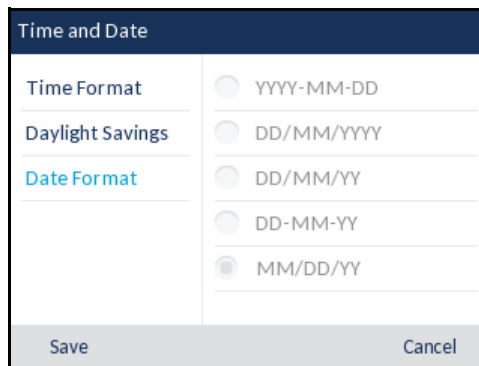 Time and Date
Time Format
Daylight Savings
Date Format
YYYY-MM-DD
DD/MM/YYYY
DD/MM/YY
DD-MM-YY
MM/DD/YY
Save
Cancel